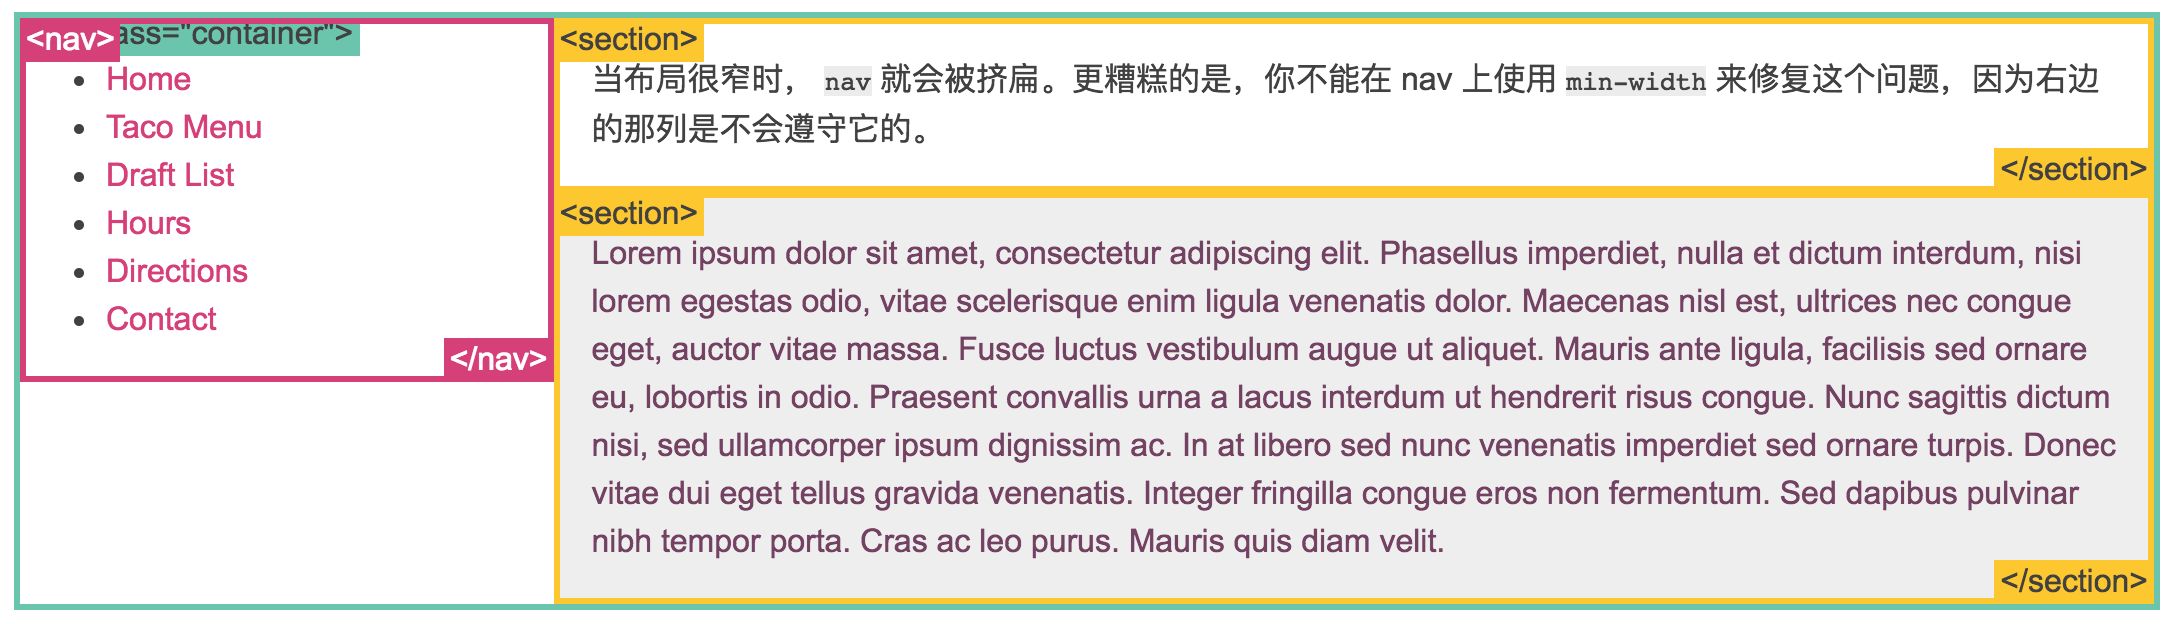 <nav>
ass="container">
Home
Taco Menu
Draft List
Hours
Directions
Contact
</nav>
<section>
当布局很窄时， nav 就会被挤扁。更糟糕的是，你不能在 nav 上使用 min-width 来修复这个问题，因为右边
的那列是不会遵守它的。
</section>
<section>
Lorem ipsum dolor sit amet, consectetur adipiscing elit. Phasellus imperdiet, nulla et dictum interdum, nisi
lorem egestas odio, vitae scelerisque enim ligula venenatis dolor. Maecenas nisl est, ultrices nec congue
eget, auctor vitae massa. Fusce luctus vestibulum augue ut aliquet. Mauris ante ligula, facilisis sed ornare
eu, lobortis in odio. Praesent convallis urna a lacus interdum ut hendrerit risus congue. Nunc sagittis dictum
nisi, sed ullamcorper ipsum dignissim ac. In at libero sed nunc venenatis imperdiet sed ornare turpis. Donec
vitae dui eget tellus gravida venenatis. Integer fringilla congue eros non fermentum. Sed dapibus pulvinar
nibh tempor porta. Cras ac leo purus. Mauris quis diam velit.
</section>